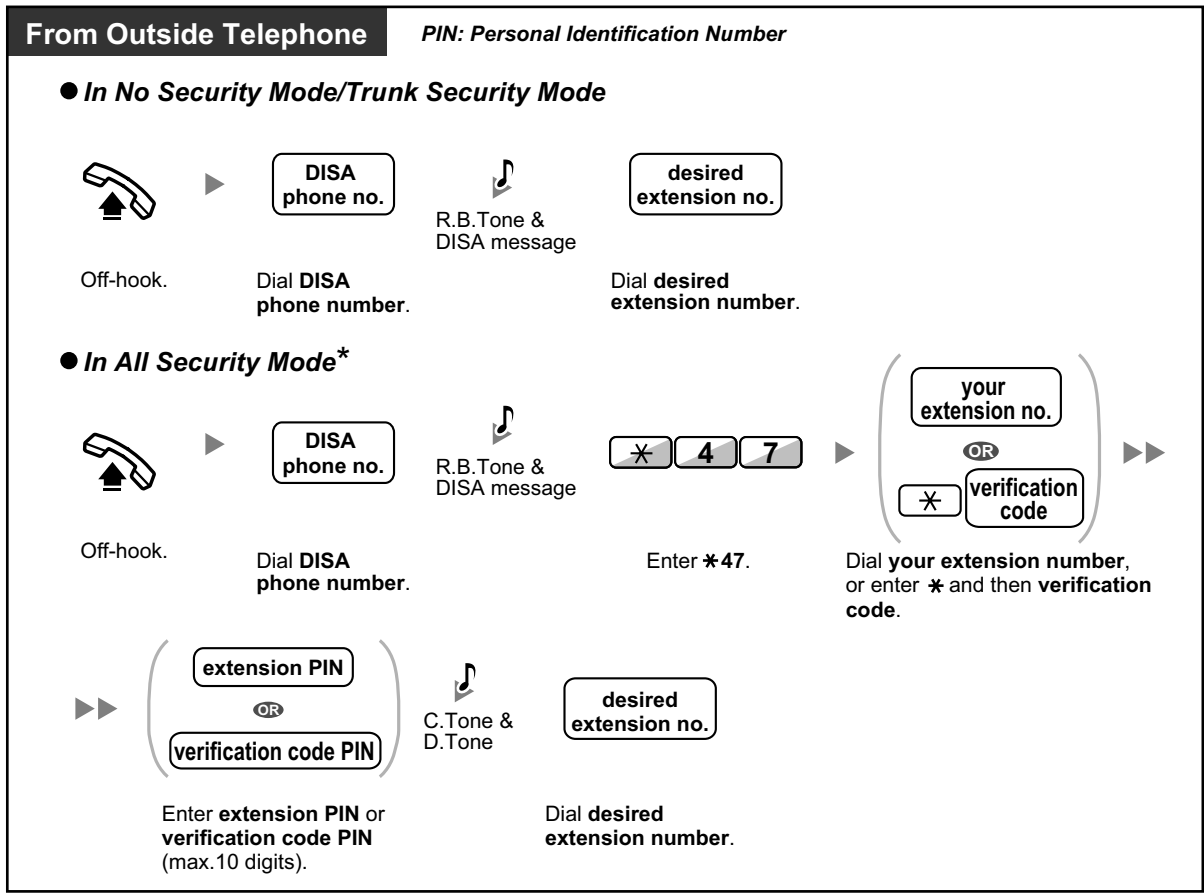 From Outside Telephone
PIN: Personal Identification Number
● In No Security Mode/Trunk Security Mode
DISA
phone no.
R.B.Tone &
DISA message
desired
extension no.
Off-hook.
Dial DISA
phone number.
Dial desired
extension number.
● In All Security Mode*
DISA
phone no.
R.B.Tone &
DISA message
* 4 7
your
extension no.
OR
* verification
code
Off-hook.
Dial DISA
phone number.
Enter *47.
Dial your extension number,
or enter * and then verification
code.
extension PIN
OR
verification code PIN
C.Tone &
D.Tone
desired
extension no.
Enter extension PIN or
verification code PIN
(max.10 digits).
Dial desired
extension number.